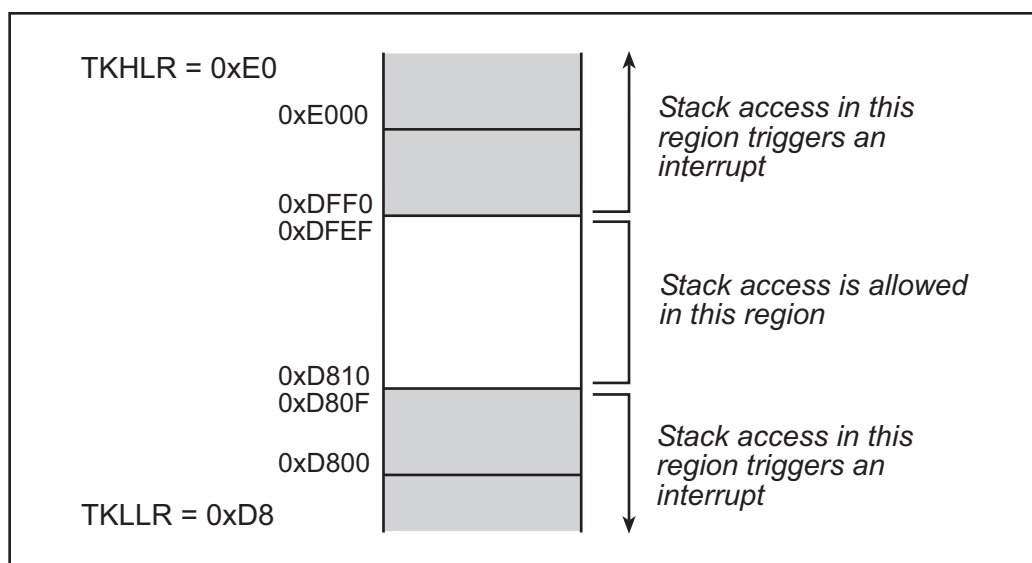 TKHLR = 0xE0
0xE000
Stack access in this
region triggers an
interrupt
0xDFF0
0xDFEF
Stack access is allowed
in this region
0xD810
0xD80F
Stack access in this
region triggers an
interrupt
0xD800
TKLLR = 0xD8